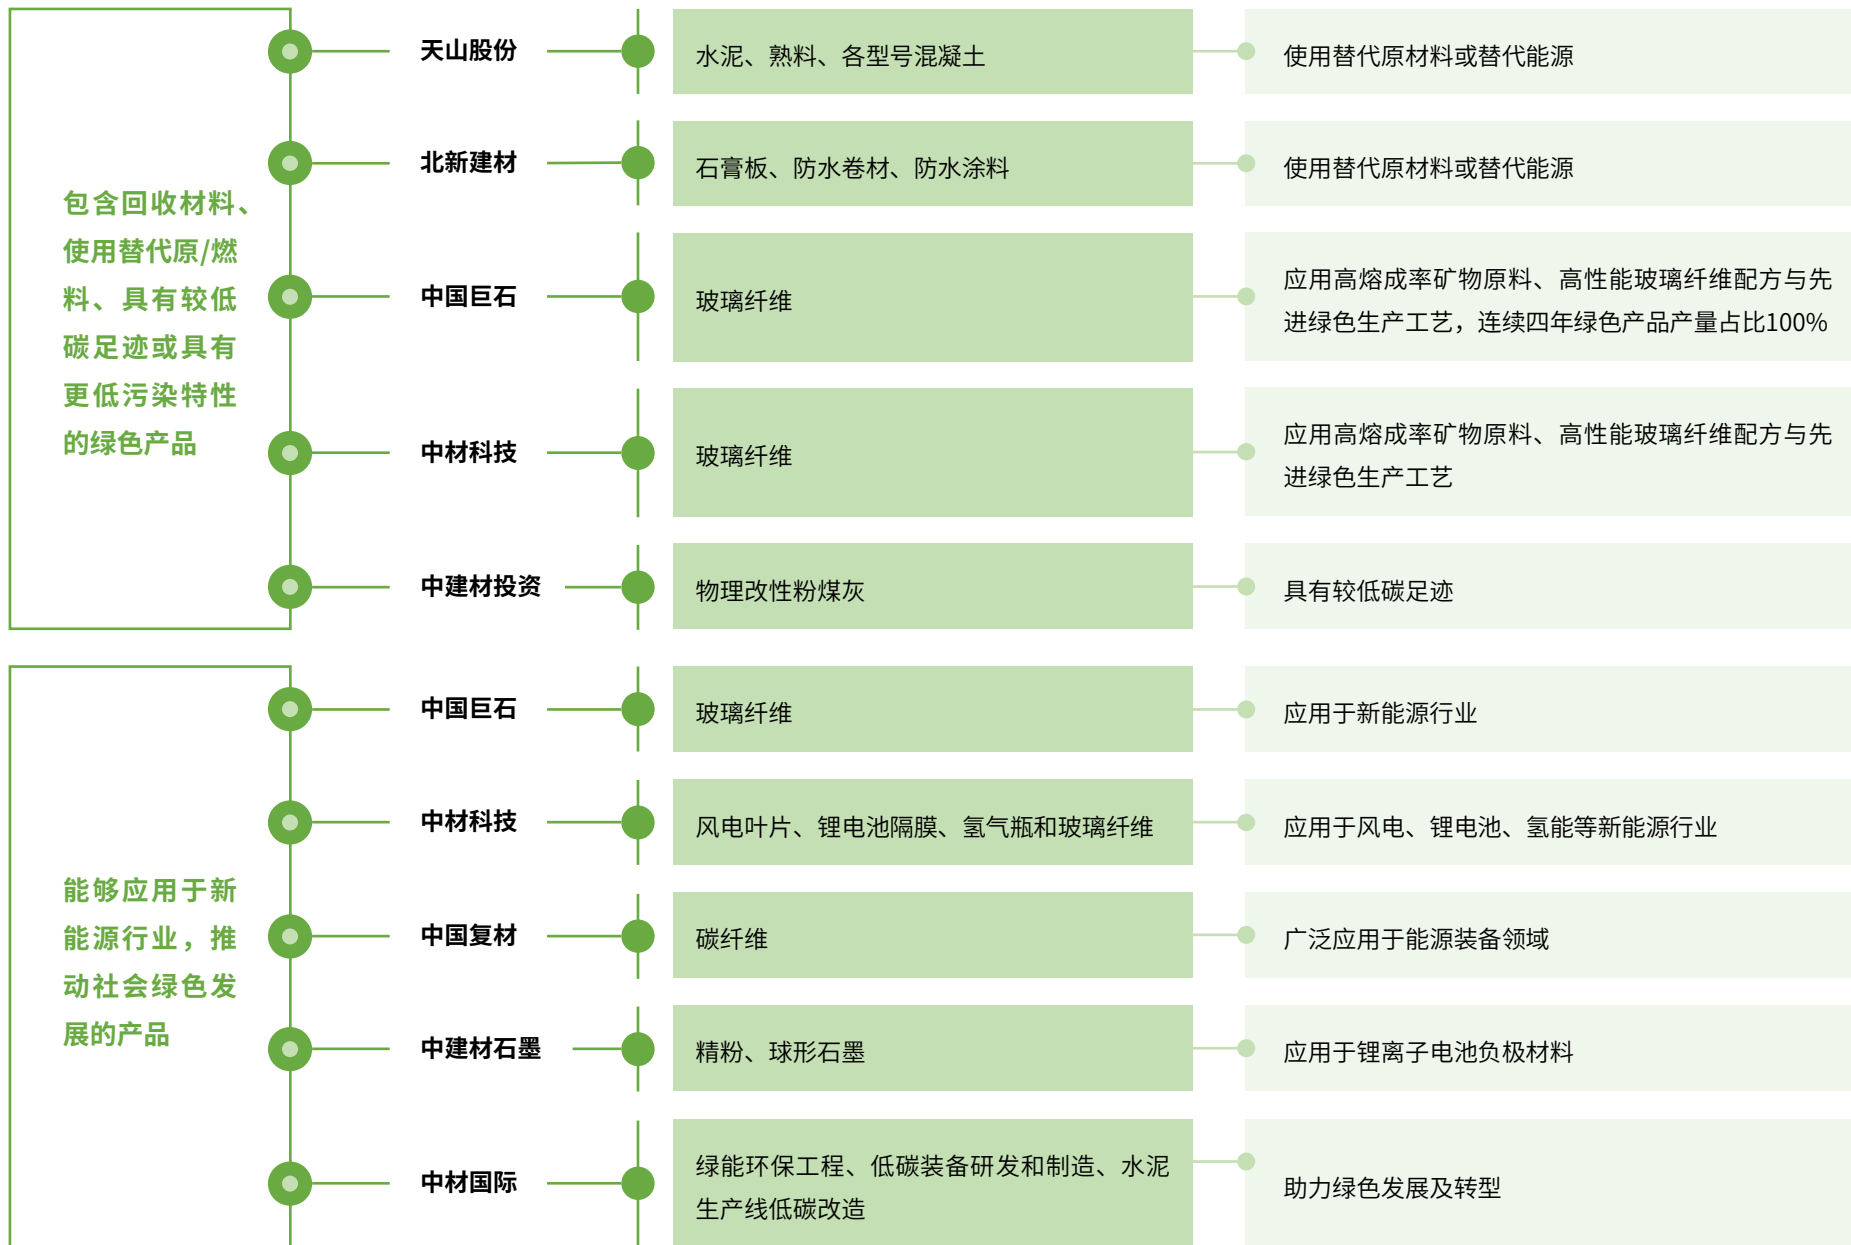 包含回收材料、
使用替代原/燃
料、具有较低
碳足迹或具有
更低污染特性
的绿色产品
天山股份
水泥、熟料、各型号混凝土
使用替代原材料或替代能源
北新建材
石膏板、防水卷材、防水涂料
使用替代原材料或替代能源
中国巨石
玻璃纤维
应用高熔成率矿物原料、高性能玻璃纤维配方与先
进绿色生产工艺，连续四年绿色产品产量占比100%
中材科技
玻璃纤维
应用高熔成率矿物原料、高性能玻璃纤维配方与先
进绿色生产工艺
中建材投资
物理改性粉煤灰
具有较低碳足迹
能够应用于新
能源行业，推
动社会绿色发
展的产品
中国巨石
玻璃纤维
应用于新能源行业
中材科技
风电叶片、锂电池隔膜、氢气瓶和玻璃纤维
应用于风电、锂电池、氢能等新能源行业
中国复材
碳纤维
广泛应用于能源装备领域
中建材石墨
精粉、球形石墨
应用于锂离子电池负极材料
中材国际
绿能环保工程、低碳装备研发和制造、水泥
生产线低碳改造
助力绿色发展及转型